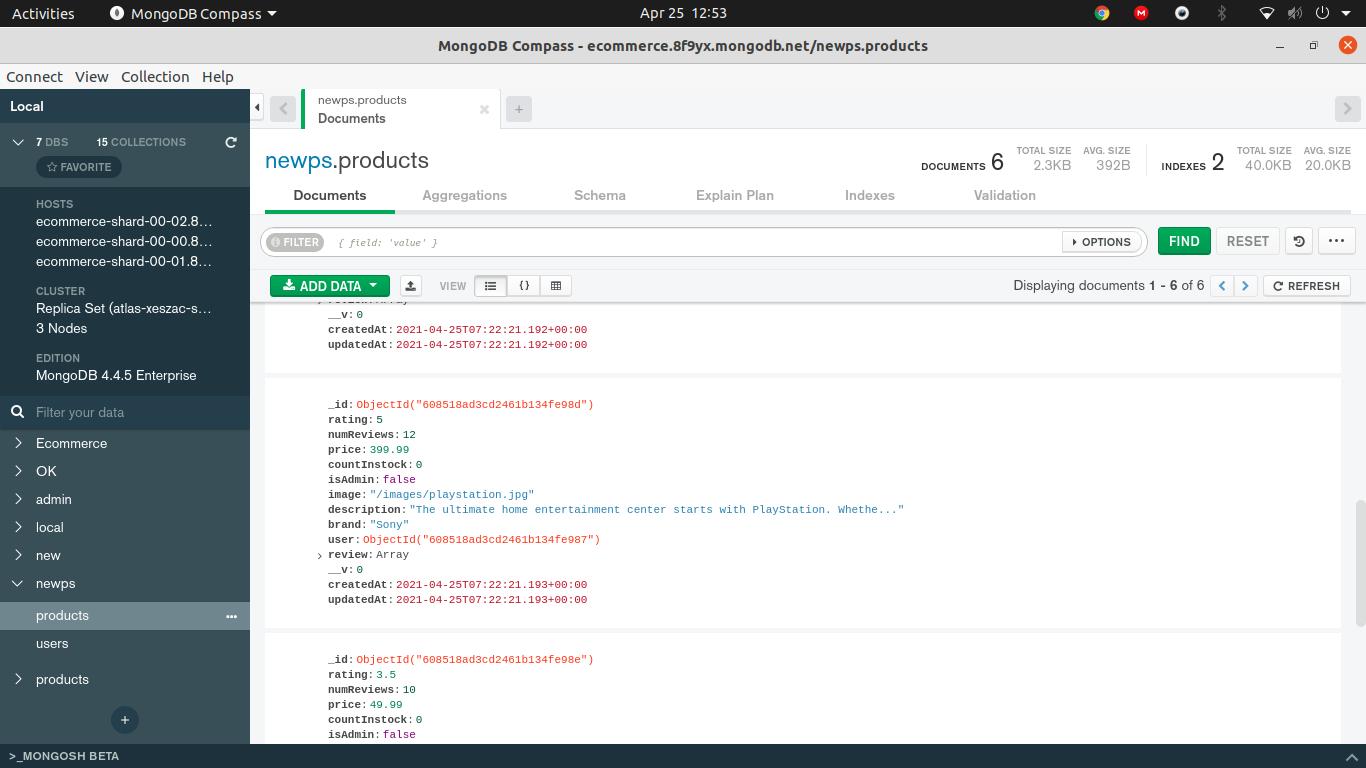 Activities MongoDB Compass Apr 25 12:53
MongoDB Compass - ecommerce.8f9yx.mongodb.net/newps.products
Connect View Collection Help
Local
7 DBS 15 COLLECTIONS
FAVORITE
HOSTS
ecommerce-shard-00-02.8...
ecommerce-shard-00-00.8...
ecommerce-shard-00-01.8...
CLUSTER
Replica Set (atlas-xeszac-s...
3 Nodes
EDITION
MongoDB 4.4.5 Enterprise
Filter your data
Ecommerce
OK
admin
local
new
newps
products
users
products
>_MONGOSH BETA
newps.products
Documents
newps.products
DOCUMENTS 6 TOTAL SIZE 2.3KB AVG. SIZE 392B INDEXES 2 TOTAL SIZE 40.0KB AVG. SIZE 20.0KB
Documents Aggregations Schema Explain Plan Indexes Validation
FILTER { field: 'value' } OPTIONS FIND RESET
ADD DATA VIEW {} Displaying documents 1 - 6 of 6 REFRESH
__v: 0
createdAt: 2021-04-25T07:22:21.192+00:00
updatedAt: 2021-04-25T07:22:21.192+00:00
_id: ObjectId("608518ad3cd2461b134fe98d")
rating: 5
numReviews: 12
price: 399.99
countInstock: 0
isAdmin: false
image: "/images/playstation.jpg"
description: "The ultimate home entertainment center starts with PlayStation. Whethe..."
brand: "Sony"
user: ObjectId("608518ad3cd2461b134fe987")
review: Array
__v: 0
createdAt: 2021-04-25T07:22:21.193+00:00
updatedAt: 2021-04-25T07:22:21.193+00:00
_id: ObjectId("608518ad3cd2461b134fe98e")
rating: 3.5
numReviews: 10
price: 49.99
countInstock: 0
isAdmin: false